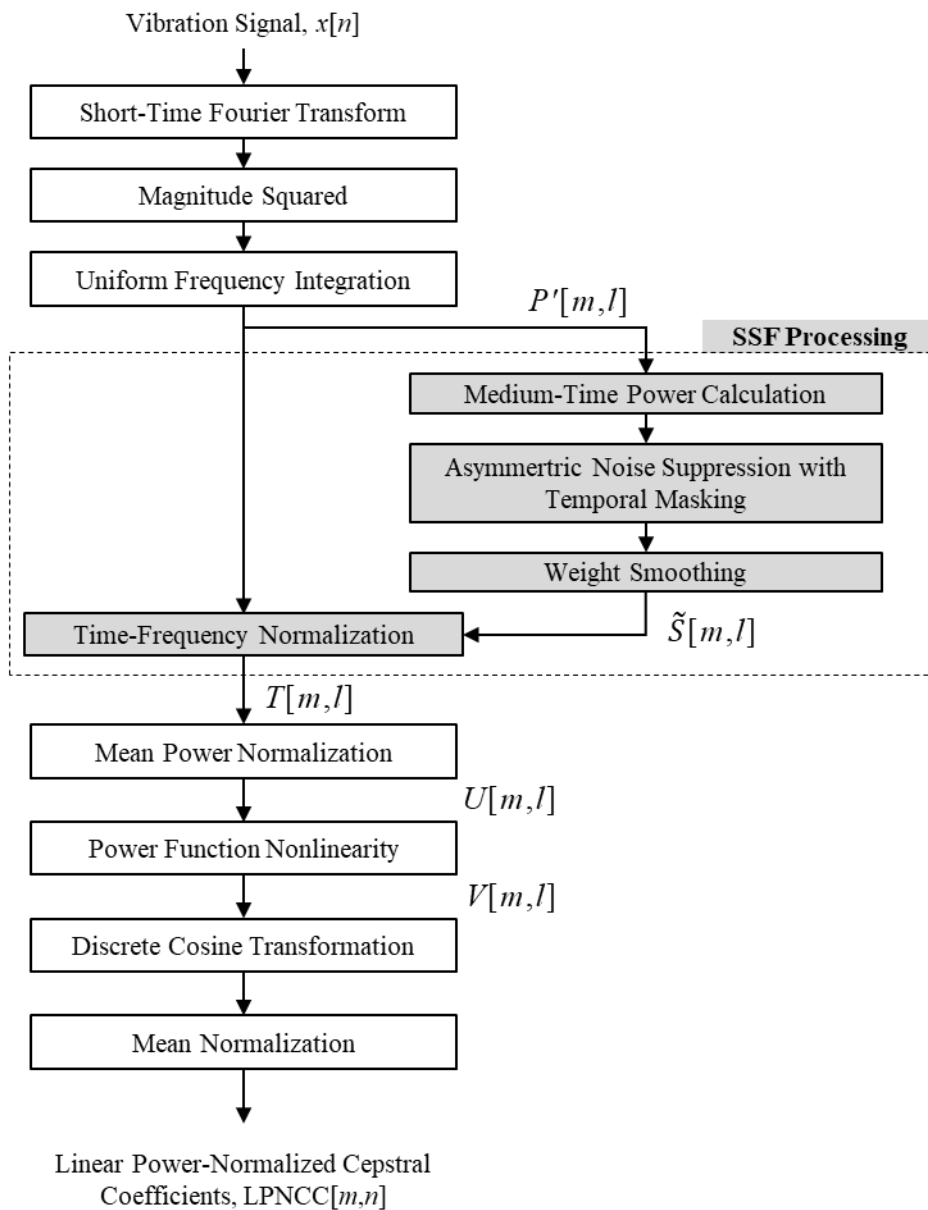 Vibration Signal, x[n]
Short-Time Fourier Transform
Magnitude Squared
Uniform Frequency Integration
P'[m,l]
SSF Processing
Medium-Time Power Calculation
Asymmertric Noise Suppression with
Temporal Masking
Weight Smoothing
Time-Frequency Normalization
S̃[m,l]
T[m,l]
Mean Power Normalization
U[m,l]
Power Function Nonlinearity
V[m,l]
Discrete Cosine Transformation
Mean Normalization
Linear Power-Normalized Cepstral
Coefficients, LPNCC[m,n]